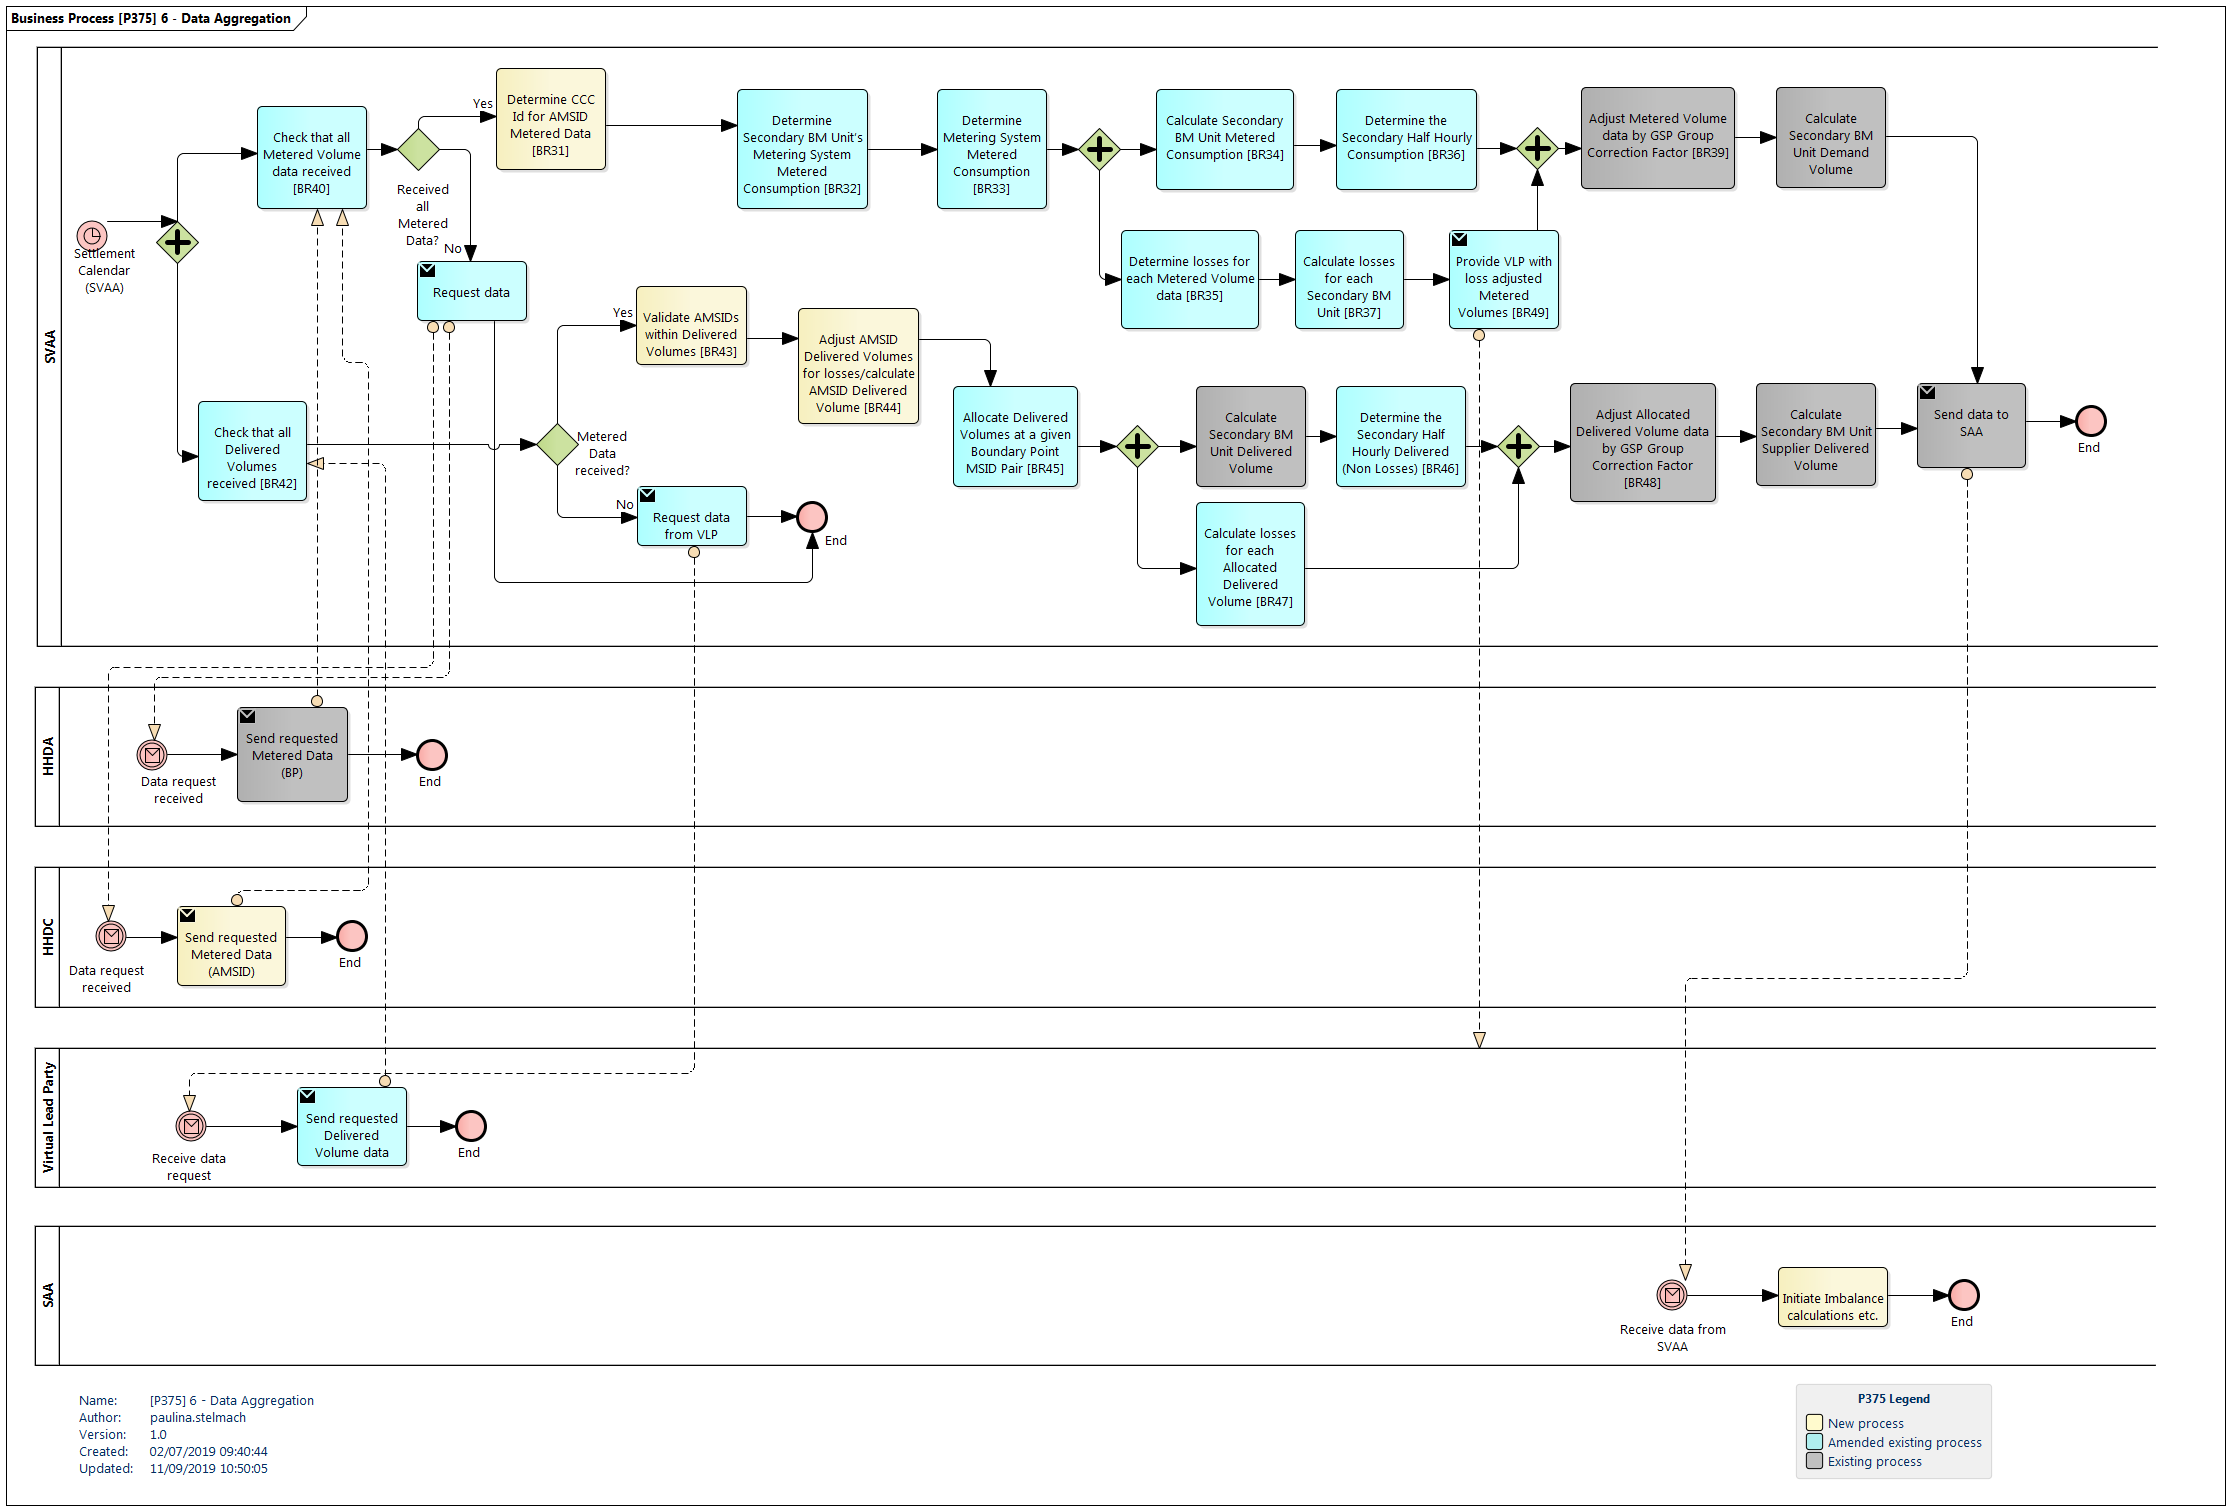 Business Process [P375] 6 - Data Aggregation
SVAA
Settlement
Calendar
(SVAA)
Check that all
Metered Volume
data received
[BR40]
Received
all
Metered
Data?
Yes
No
Determine CCC
Id for AMSID
Metered Data
[BR31]
Determine
Secondary BM Unit's
Metering System
Metered
Consumption [BR32]
Determine
Metering System
Metered
Consumption
[BR33]
Calculate Secondary
BM Unit Metered
Consumption [BR34]
Determine the
Secondary Half Hourly
Consumption [BR36]
Adjust Metered Volume
data by GSP Group
Correction Factor [BR39]
Calculate
Secondary BM
Unit Demand
Volume
Request data
Determine losses for
each Metered Volume
data [BR35]
Calculate losses
for each
Secondary BM
Unit [BR37]
Provide VLP with
loss adjusted
Metered
Volumes [BR49]
Check that all
Delivered
Volumes
received [BR42]
Metered
Data
received?
Yes
No
Validate AMSIDs
within Delivered
Volumes [BR43]
Adjust AMSID
Delivered Volumes
for losses/calculate
AMSID Delivered
Volume [BR44]
Allocate Delivered
Volumes at a given
Boundary Point
MSID Pair [BR45]
Calculate
Secondary BM
Unit Delivered
Volume
Determine the
Secondary Half
Hourly Delivered
(Non Losses) [BR46]
Adjust Allocated
Delivered Volume data
by GSP Group
Correction Factor
[BR48]
Calculate
Secondary BM Unit
Supplier Delivered
Volume
Send data to
SAA
End
Request data
from VLP
End
Calculate losses
for each
Allocated
Delivered
Volume [BR47]
HHDA
Data request
received
Send requested
Metered Data
(BP)
End
HHDC
Data request
received
Send requested
Metered Data
(AMSID)
End
Virtual Lead Party
Receive data
request
Send requested
Delivered
Volume data
End
SAA
Receive data from
SVAA
Initiate Imbalance
calculations etc.
End
Name: [P375] 6 - Data Aggregation
Author: paulina.stelmach
Version: 1.0
Created: 02/07/2019 09:40:44
Updated: 11/09/2019 10:50:05
P375 Legend
New process
Amended existing process
Existing process